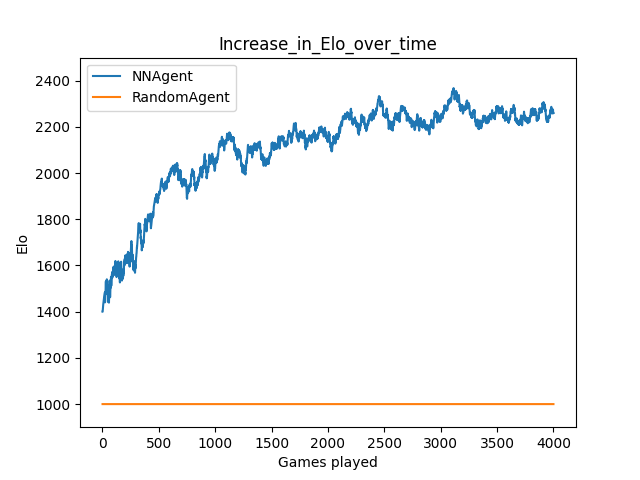 Increase_in_Elo_over_time
NNAgent
RandomAgent
2400
2200
2000
1800
1600
1400
1200
1000
Elo
0 500 1000 1500 2000 2500 3000 3500 4000
Games played